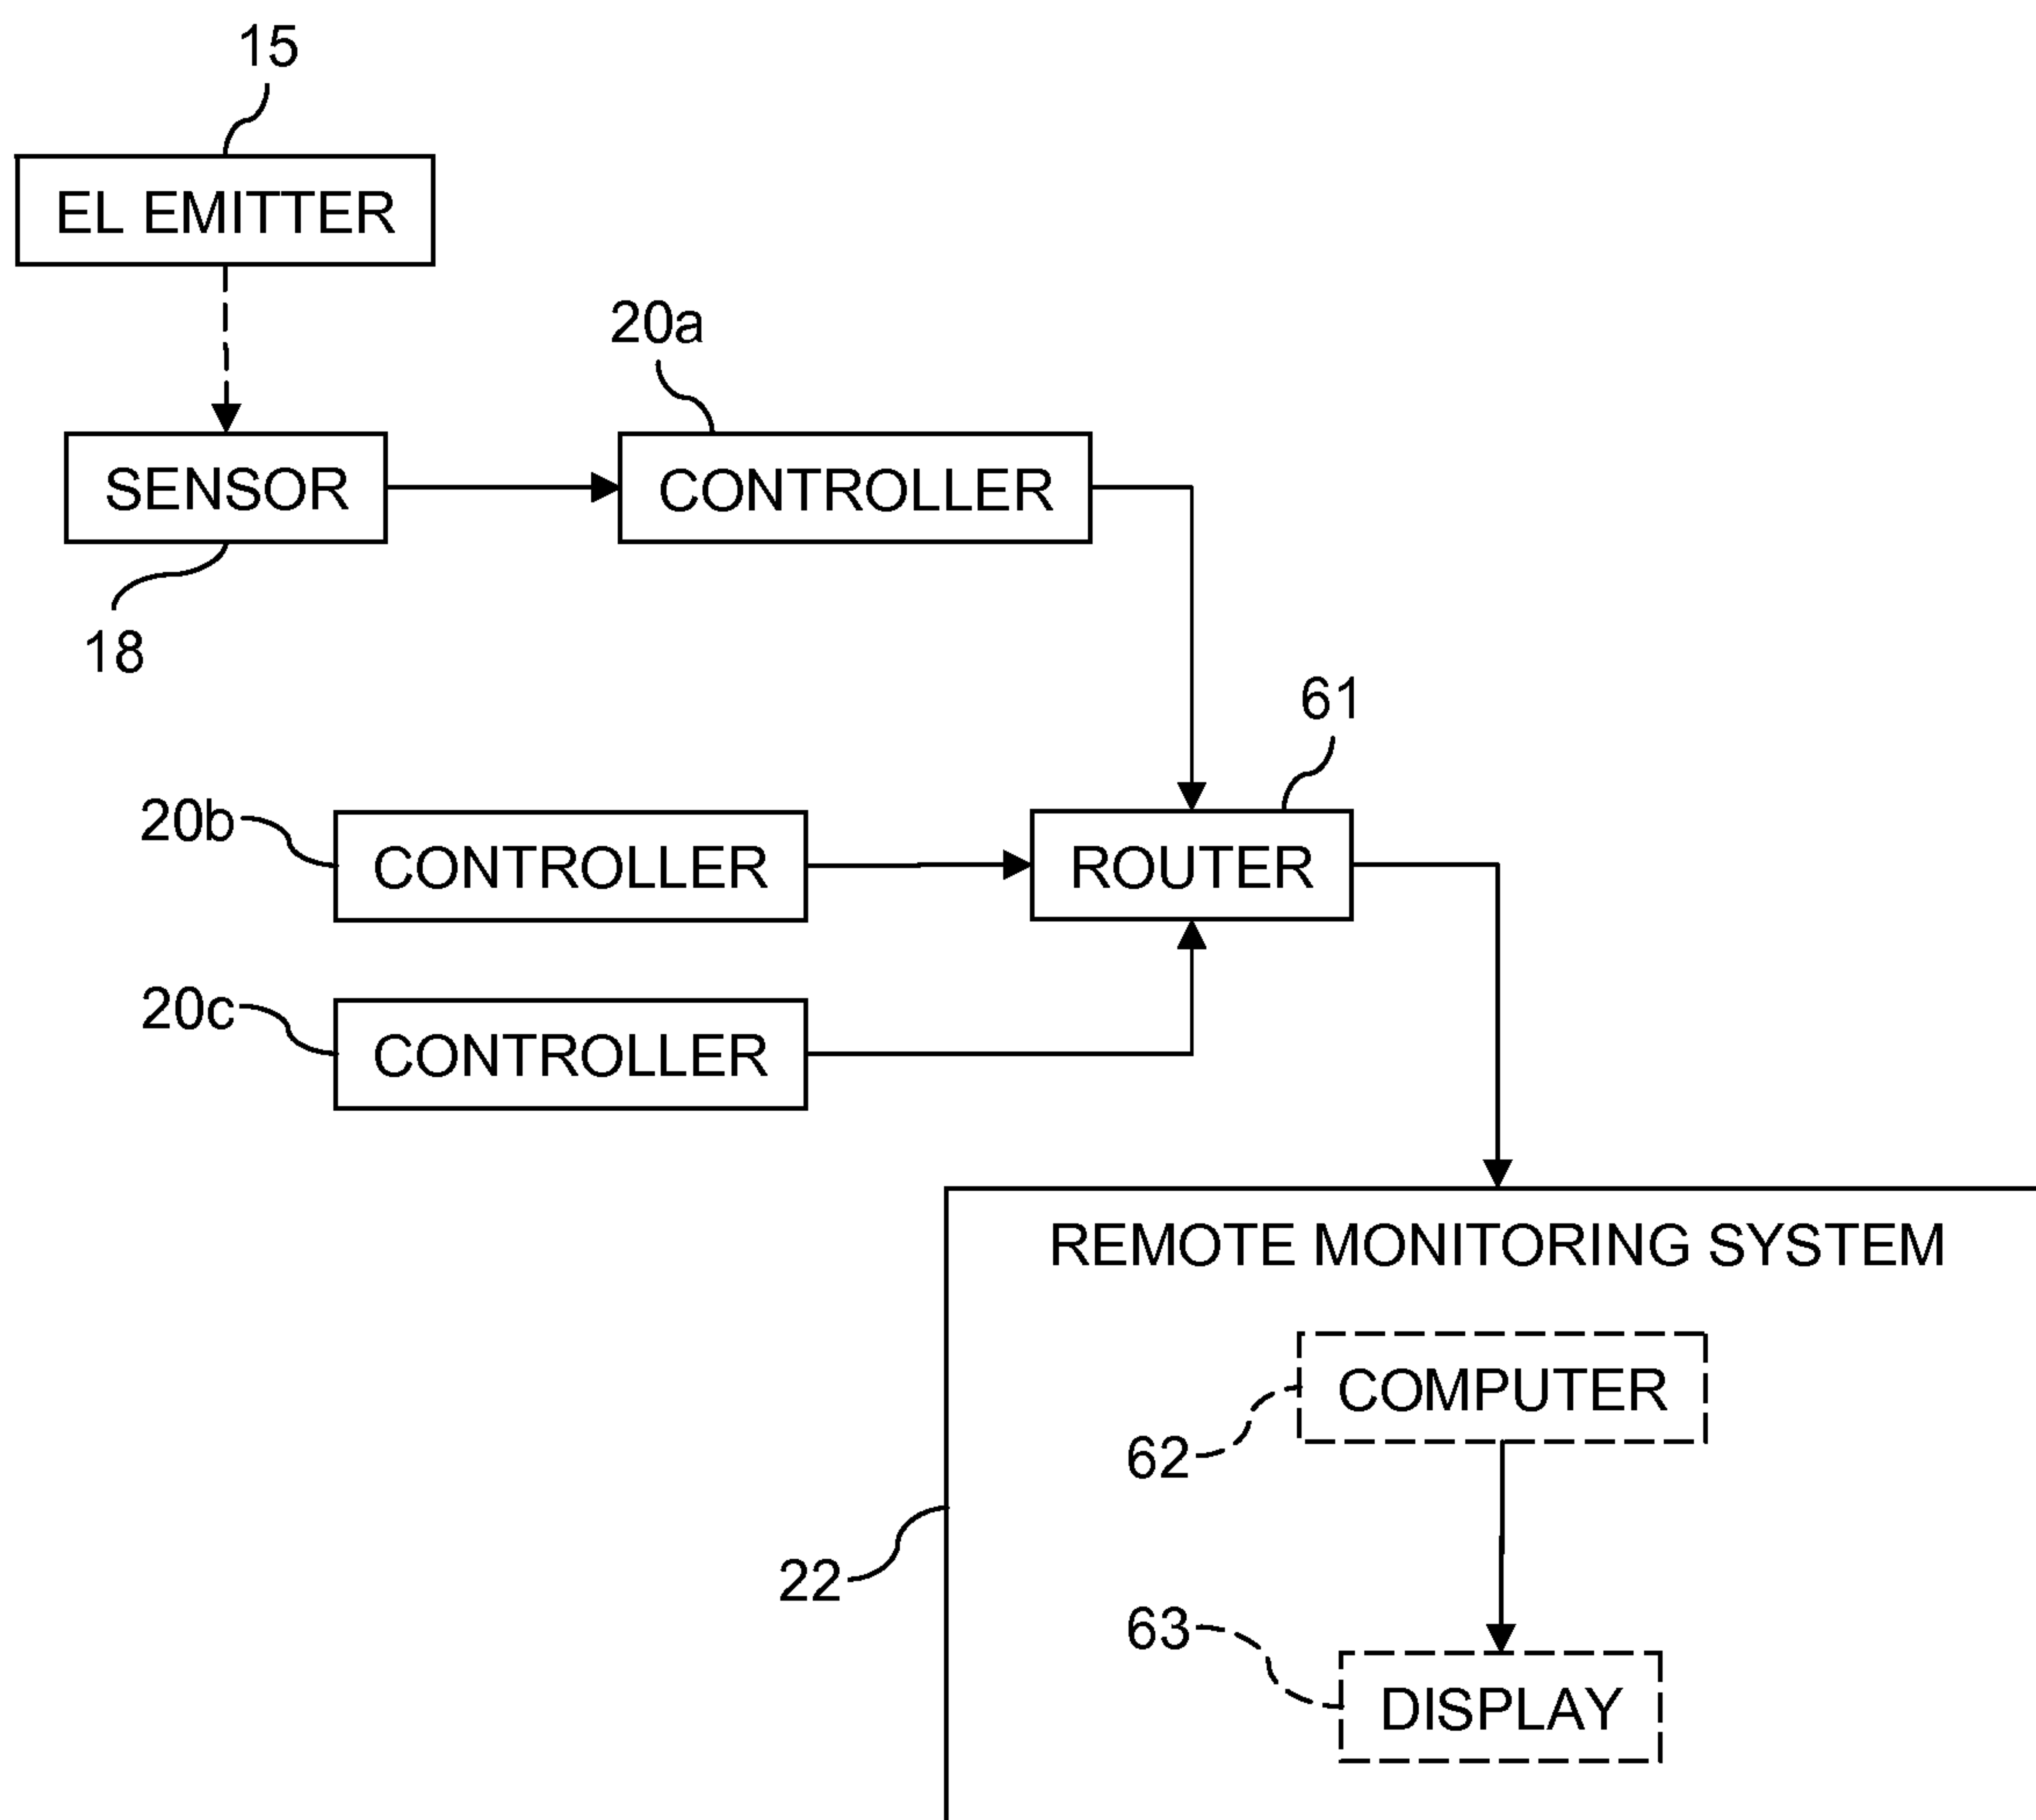 15
EL EMITTER
20a
SENSOR
CONTROLLER
18
61
20b
CONTROLLER
ROUTER
20c
CONTROLLER
REMOTE MONITORING SYSTEM
COMPUTER
62
22
63
DISPLAY